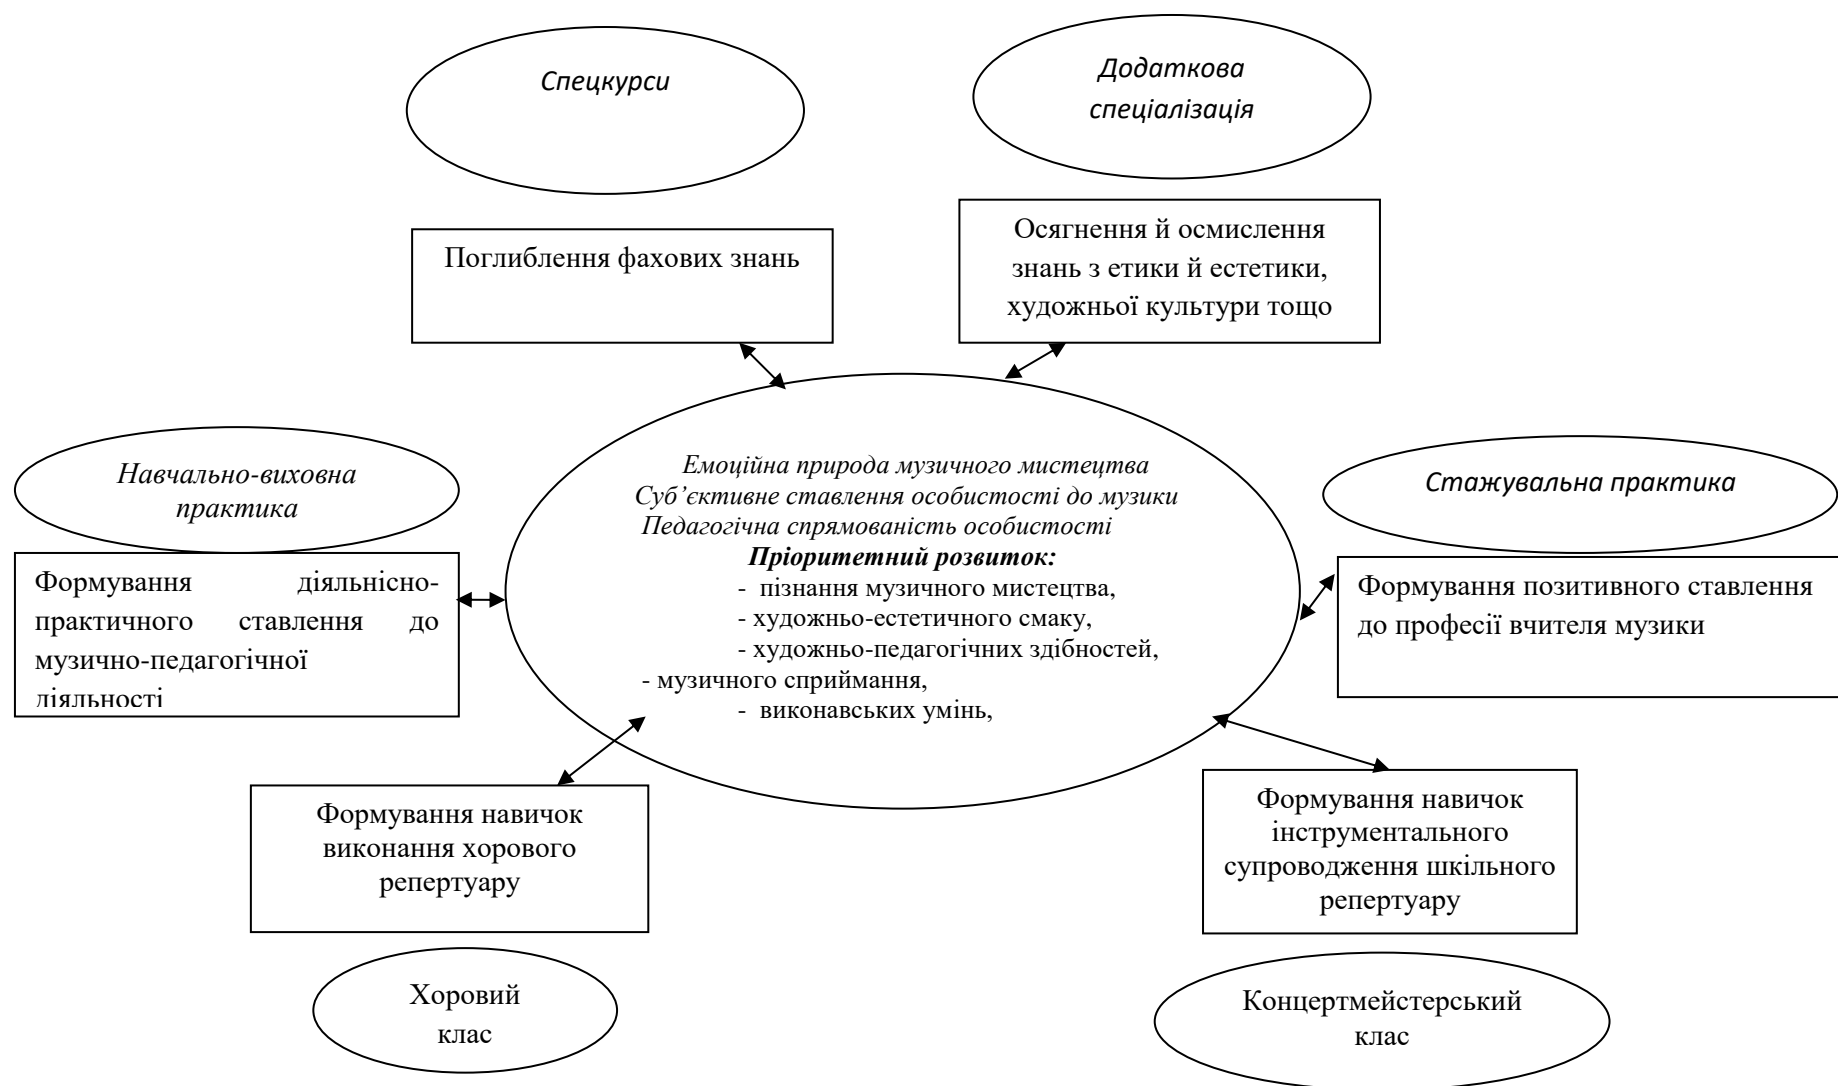 Спецкурси
Додаткова
спеціалізація
Поглиблення фахових знань
Осягнення й осмислення
знань з етики й естетики,
художньої культури тощо
Навчально-виховна
практика
Формування діяльнісно-
практичного ставлення до
музично-педагогічної
діяльності
Емоційна природа музичного мистецтва
Суб’єктивне ставлення особистості до музики
Педагогічна спрямованість особистості
Пріоритетний розвиток:
- пізнання музичного мистецтва,
- художньо-естетичного смаку,
- художньо-педагогічних здібностей,
- музичного сприймання,
- виконавських умінь,
Стажувальна практика
Формування позитивного ставлення
до професії вчителя музики
Формування навичок
виконання хорового
репертуару
Хоровий
клас
Формування навичок
інструментального
супроводження шкільного
репертуару
Концертмейстерський
клас